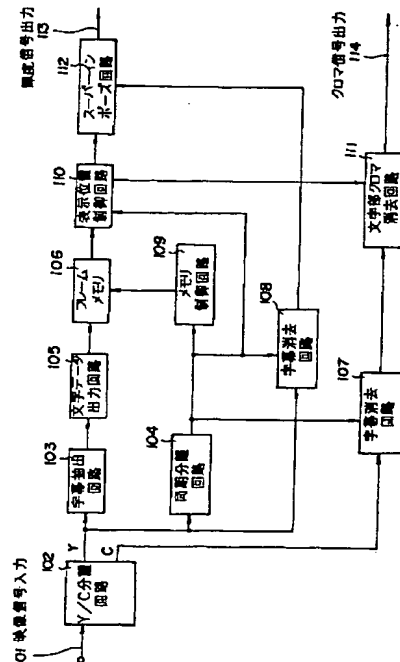 101 映像信号入力
102
Y/C分離
回路
Y
C
103
字幕抽出
回路
105
文字データ
出力回路
106
フレーム
メモリ
110
表示位置
制御回路
112
スーパーイン
ポーズ回路
輝度信号出力
113
104
同期分離
回路
109
メモリ
制御回路
108
字幕消去
回路
107
字幕消去
回路
111
文字部クロマ
消去回路
クロマ信号出力
114